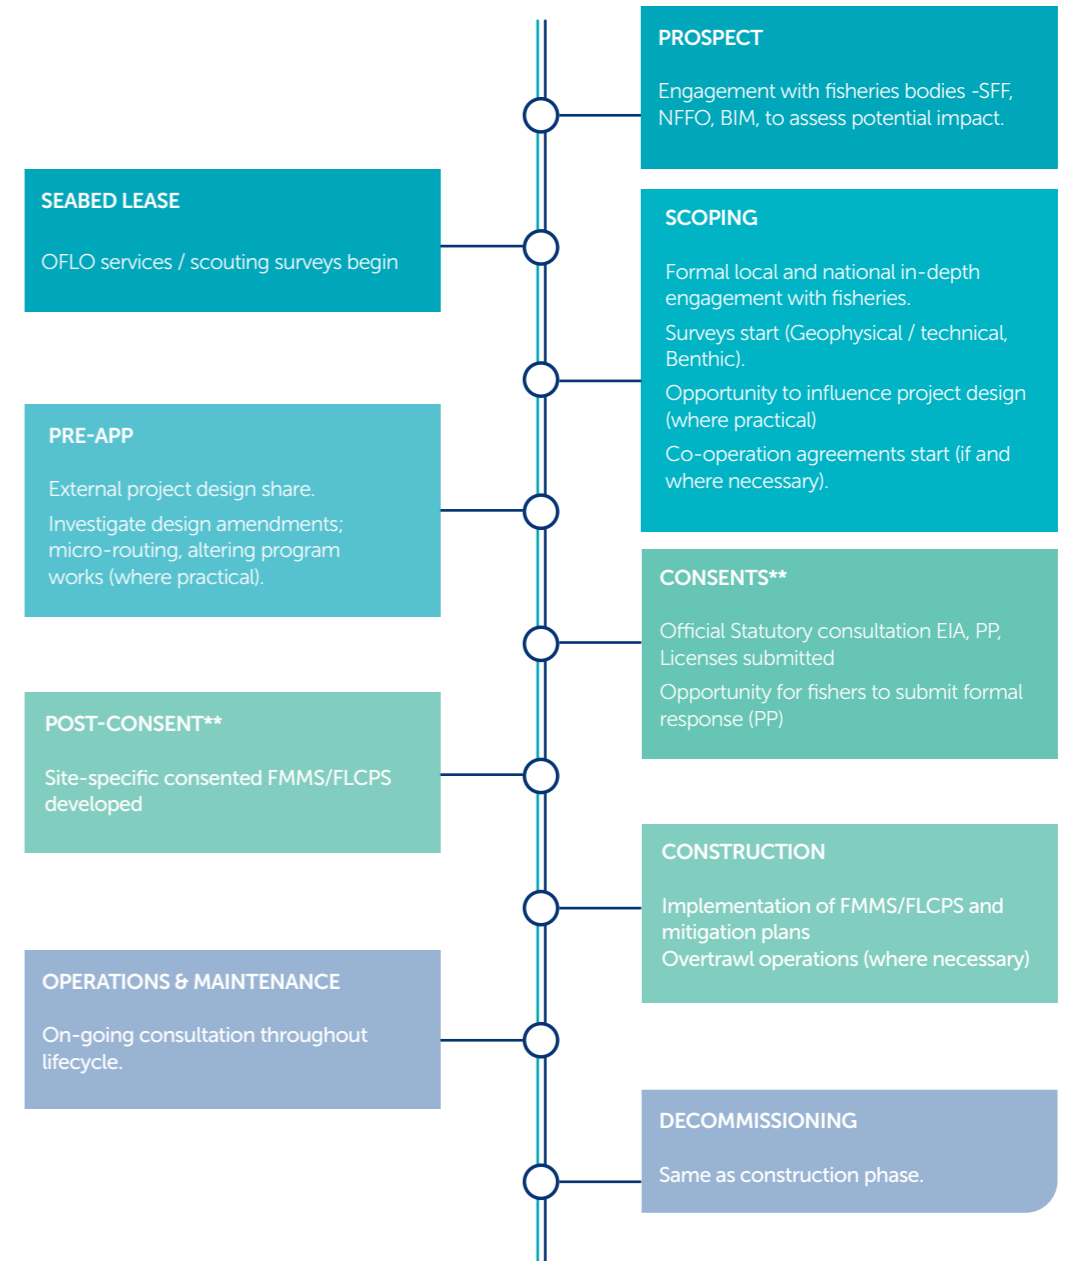 PROSPECT
Engagement with fisheries bodies -SFF,
NFFO, BIM, to assess potential impact.
SEABED LEASE
OFLO services / scouting surveys begin
SCOPING
Formal local and national in-depth
engagement with fisheries.
Surveys start (Geophysical / technical,
Benthic).
Opportunity to influence project design
(where practical)
Co-operation agreements start (if and
where necessary).
PRE-APP
External project design share.
Investigate design amendments;
micro-routing, altering program
works (where practical).
CONSENTS**
Official Statutory consultation EIA, PP,
Licenses submitted
Opportunity for fishers to submit formal
response (PP)
POST-CONSENT**
Site-specific consented FMMS/FLCPS
developed
CONSTRUCTION
Implementation of FMMS/FLCPS and
mitigation plans
Overtrawl operations (where necessary)
OPERATIONS & MAINTENANCE
On-going consultation throughout
lifecycle.
DECOMMISSIONING
Same as construction phase.